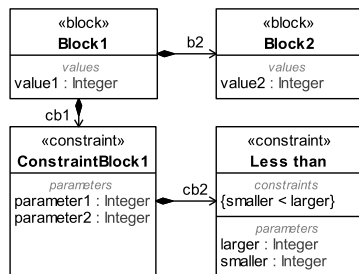 «block»
Block1
values
value1 : Integer
b2
«block»
Block2
values
value2 : Integer
cb1
«constraint»
ConstraintBlock1
parameters
parameter1 : Integer
parameter2 : Integer
cb2
«constraint»
Less than
constraints
{smaller < larger}
parameters
larger : Integer
smaller : Integer